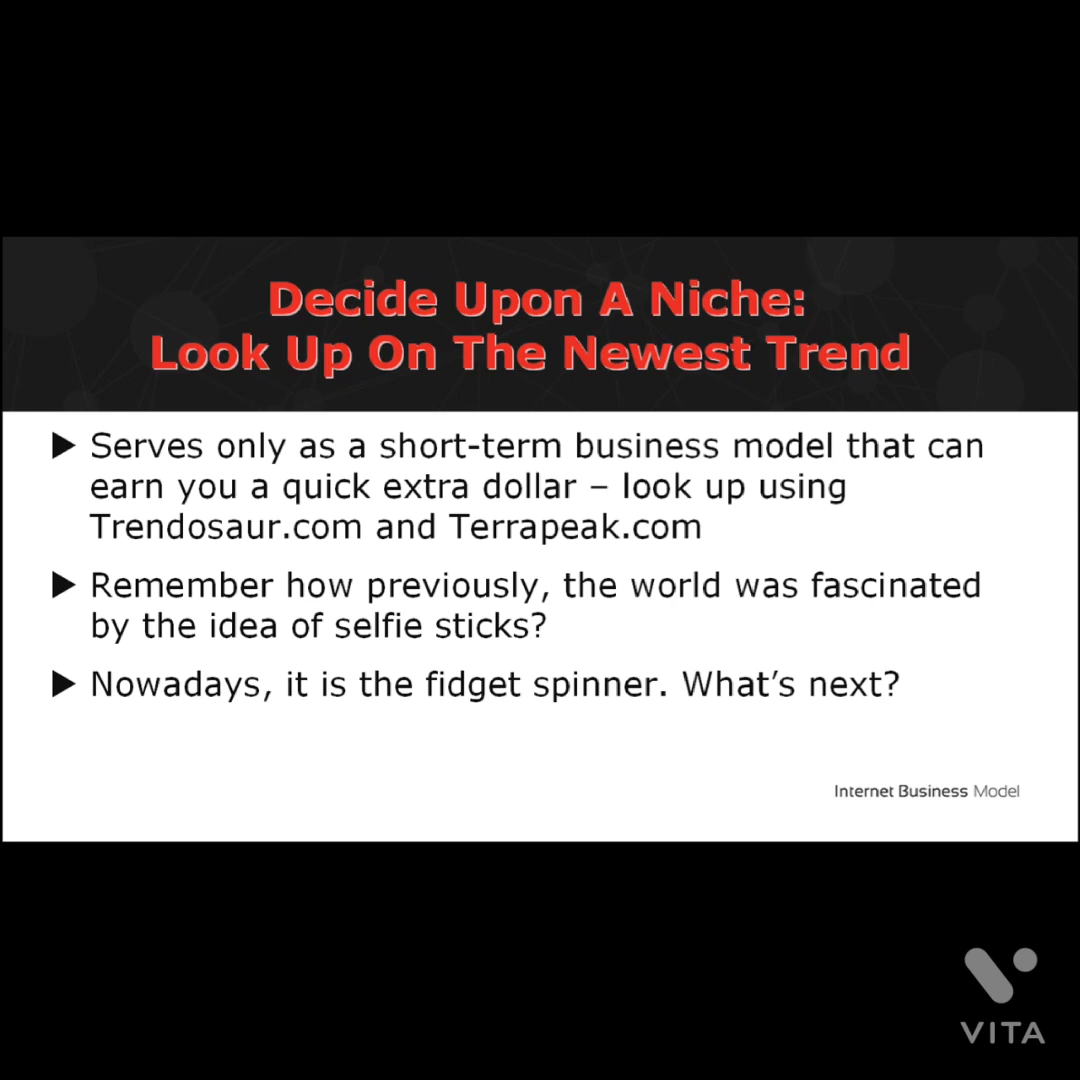 Decide Upon A Niche:
Look Up On The Newest Trend
▶ Serves only as a short-term business model that can
earn you a quick extra dollar – look up using
Trendosaur.com and Terrapeak.com
▶ Remember how previously, the world was fascinated
by the idea of selfie sticks?
▶ Nowadays, it is the fidget spinner. What’s next?
Internet Business Model
VITA